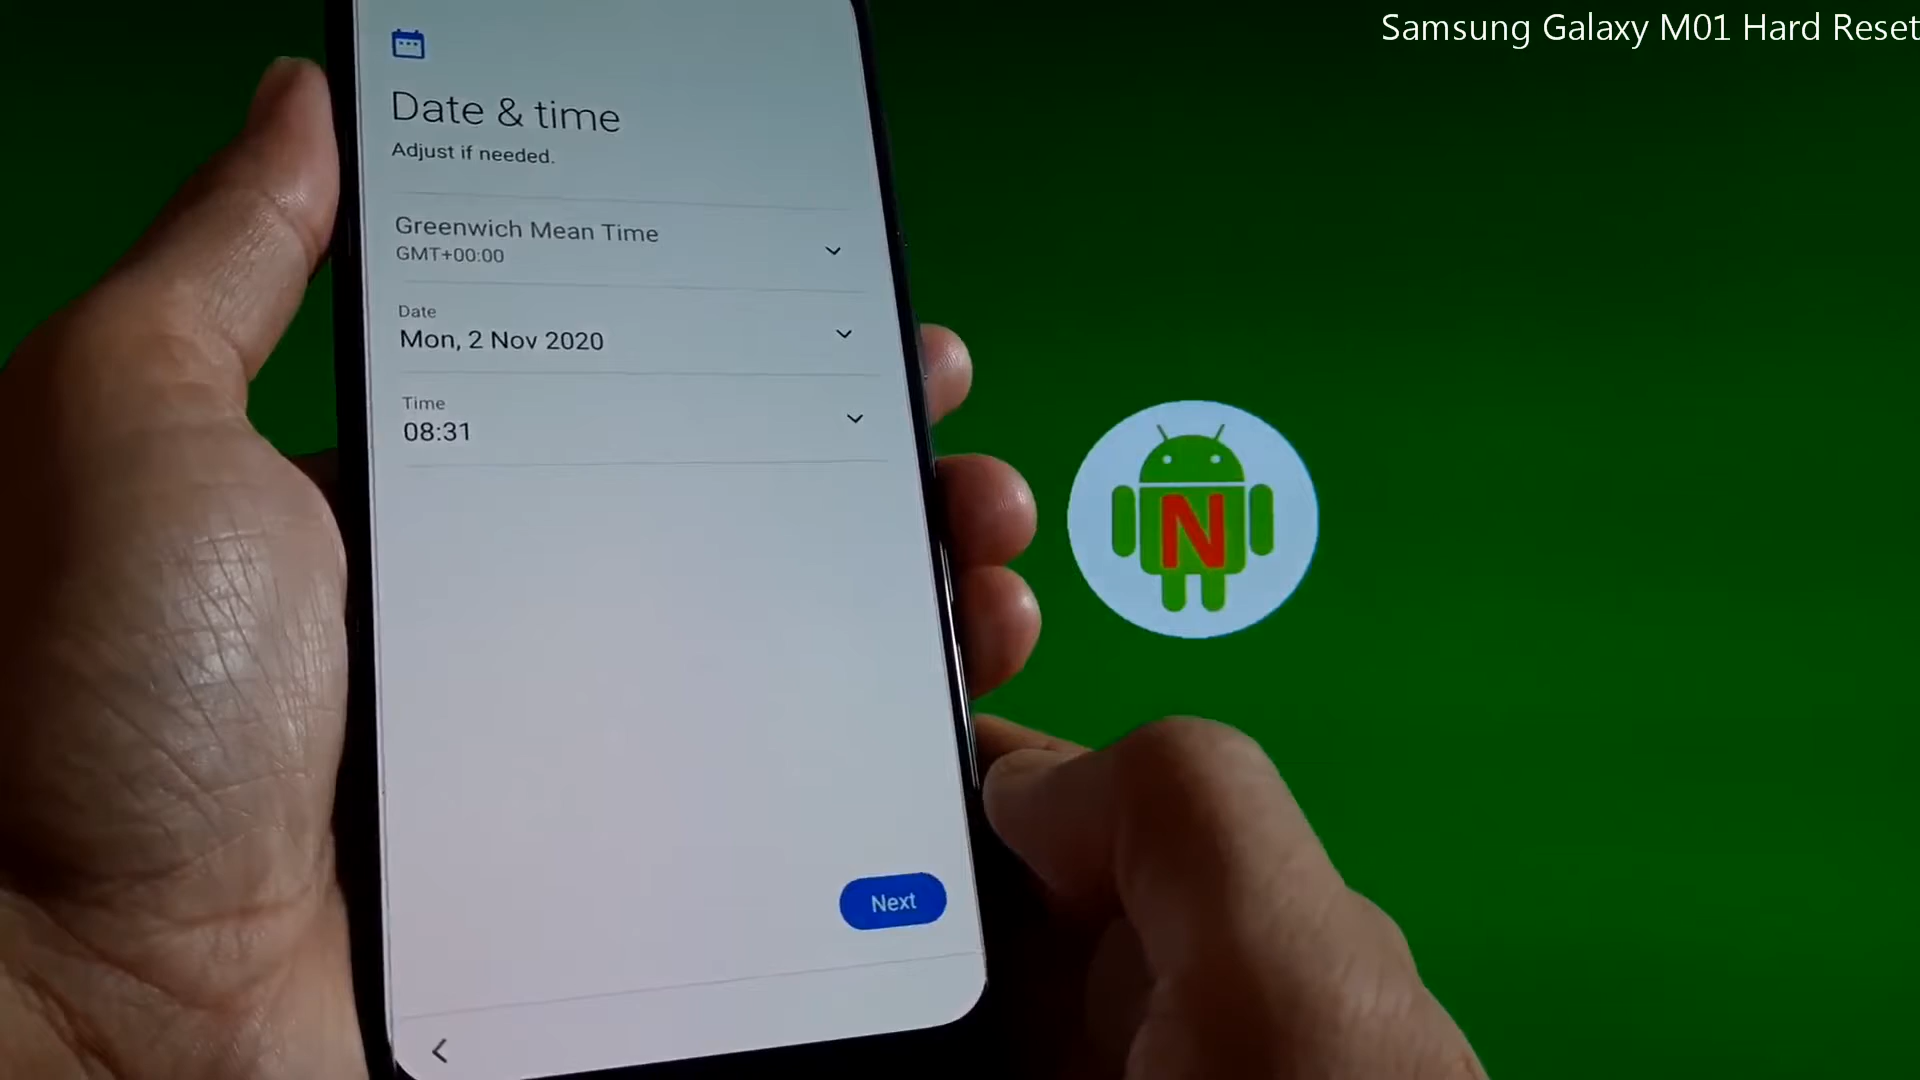 Samsung Galaxy M01 Hard Reset
Date & time
Adjust if needed.
Greenwich Mean Time
GMT+00:00
Date
Mon, 2 Nov 2020
Time
08:31
N
Next